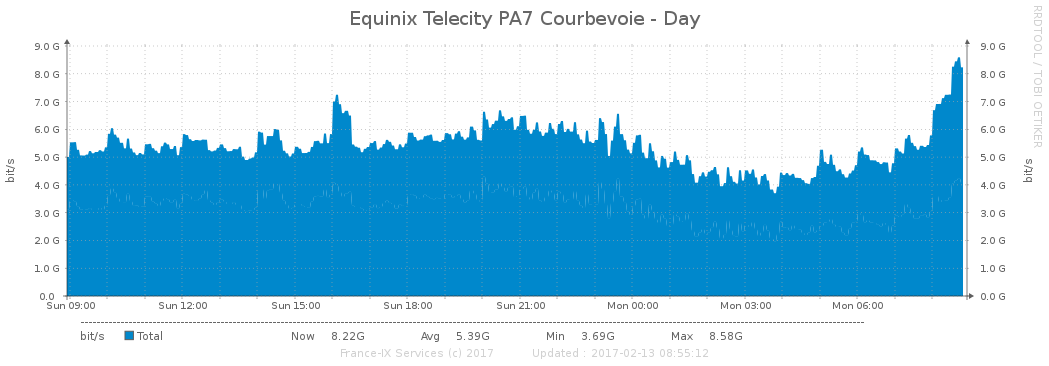 Equinix Telecity PA7 Courbevoie - Day
RRDTOOL / TOBI OETIKER
bit/s
9.0 G 9.0 G
8.0 G 8.0 G
7.0 G 7.0 G
6.0 G 6.0 G
5.0 G 5.0 G
4.0 G 4.0 G
3.0 G 3.0 G
2.0 G 2.0 G
1.0 G 1.0 G
0.0 0.0 G
bit/s
Sun 09:00 Sun 12:00 Sun 15:00 Sun 18:00 Sun 21:00 Mon 00:00 Mon 03:00 Mon 06:00
bit/s Total Now 8.22G Avg 5.39G Min 3.69G Max 8.58G
France-IX Services (c) 2017 Updated : 2017-02-13 08:55:12